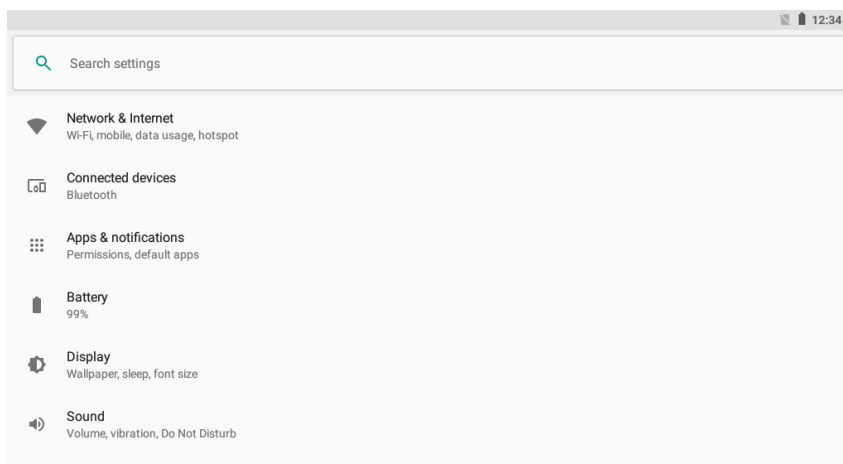 12:34
Search settings
Network & Internet
Wi-Fi, mobile, data usage, hotspot
Connected devices
Bluetooth
Apps & notifications
Permissions, default apps
Battery
99%
Display
Wallpaper, sleep, font size
Sound
Volume, vibration, Do Not Disturb